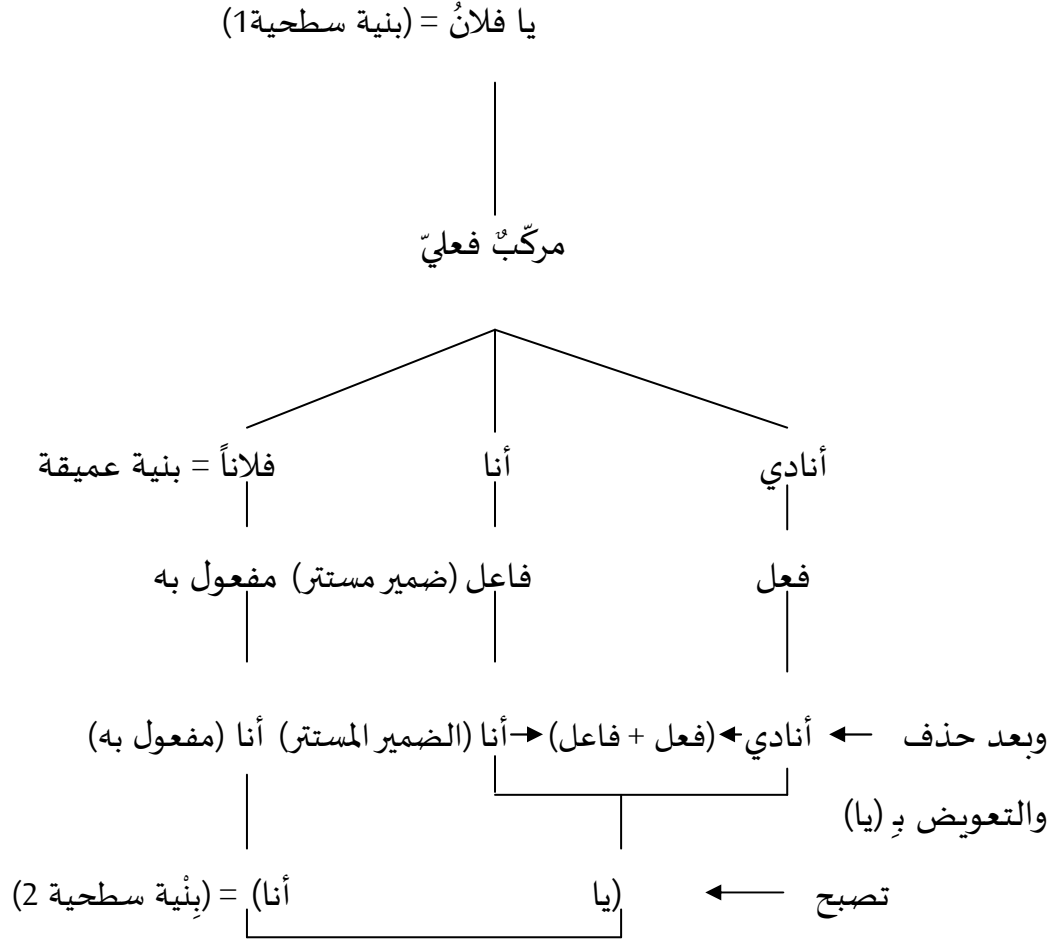 يا فلانُ = (بنية سطحية1)
مركّبٌ فعليّ
أنادي أنا فلاناً = بنية عميقة
فعل فاعل (ضمير مستتر) مفعول به
وبعد حذف ← أنادي ← (فعل + فاعل) → أنا (الضمير المستتر) أنا (مفعول به)
والتعويض بِـ (يا)
تصبح ← (يا أنا) = (بِنْية سطحية 2)